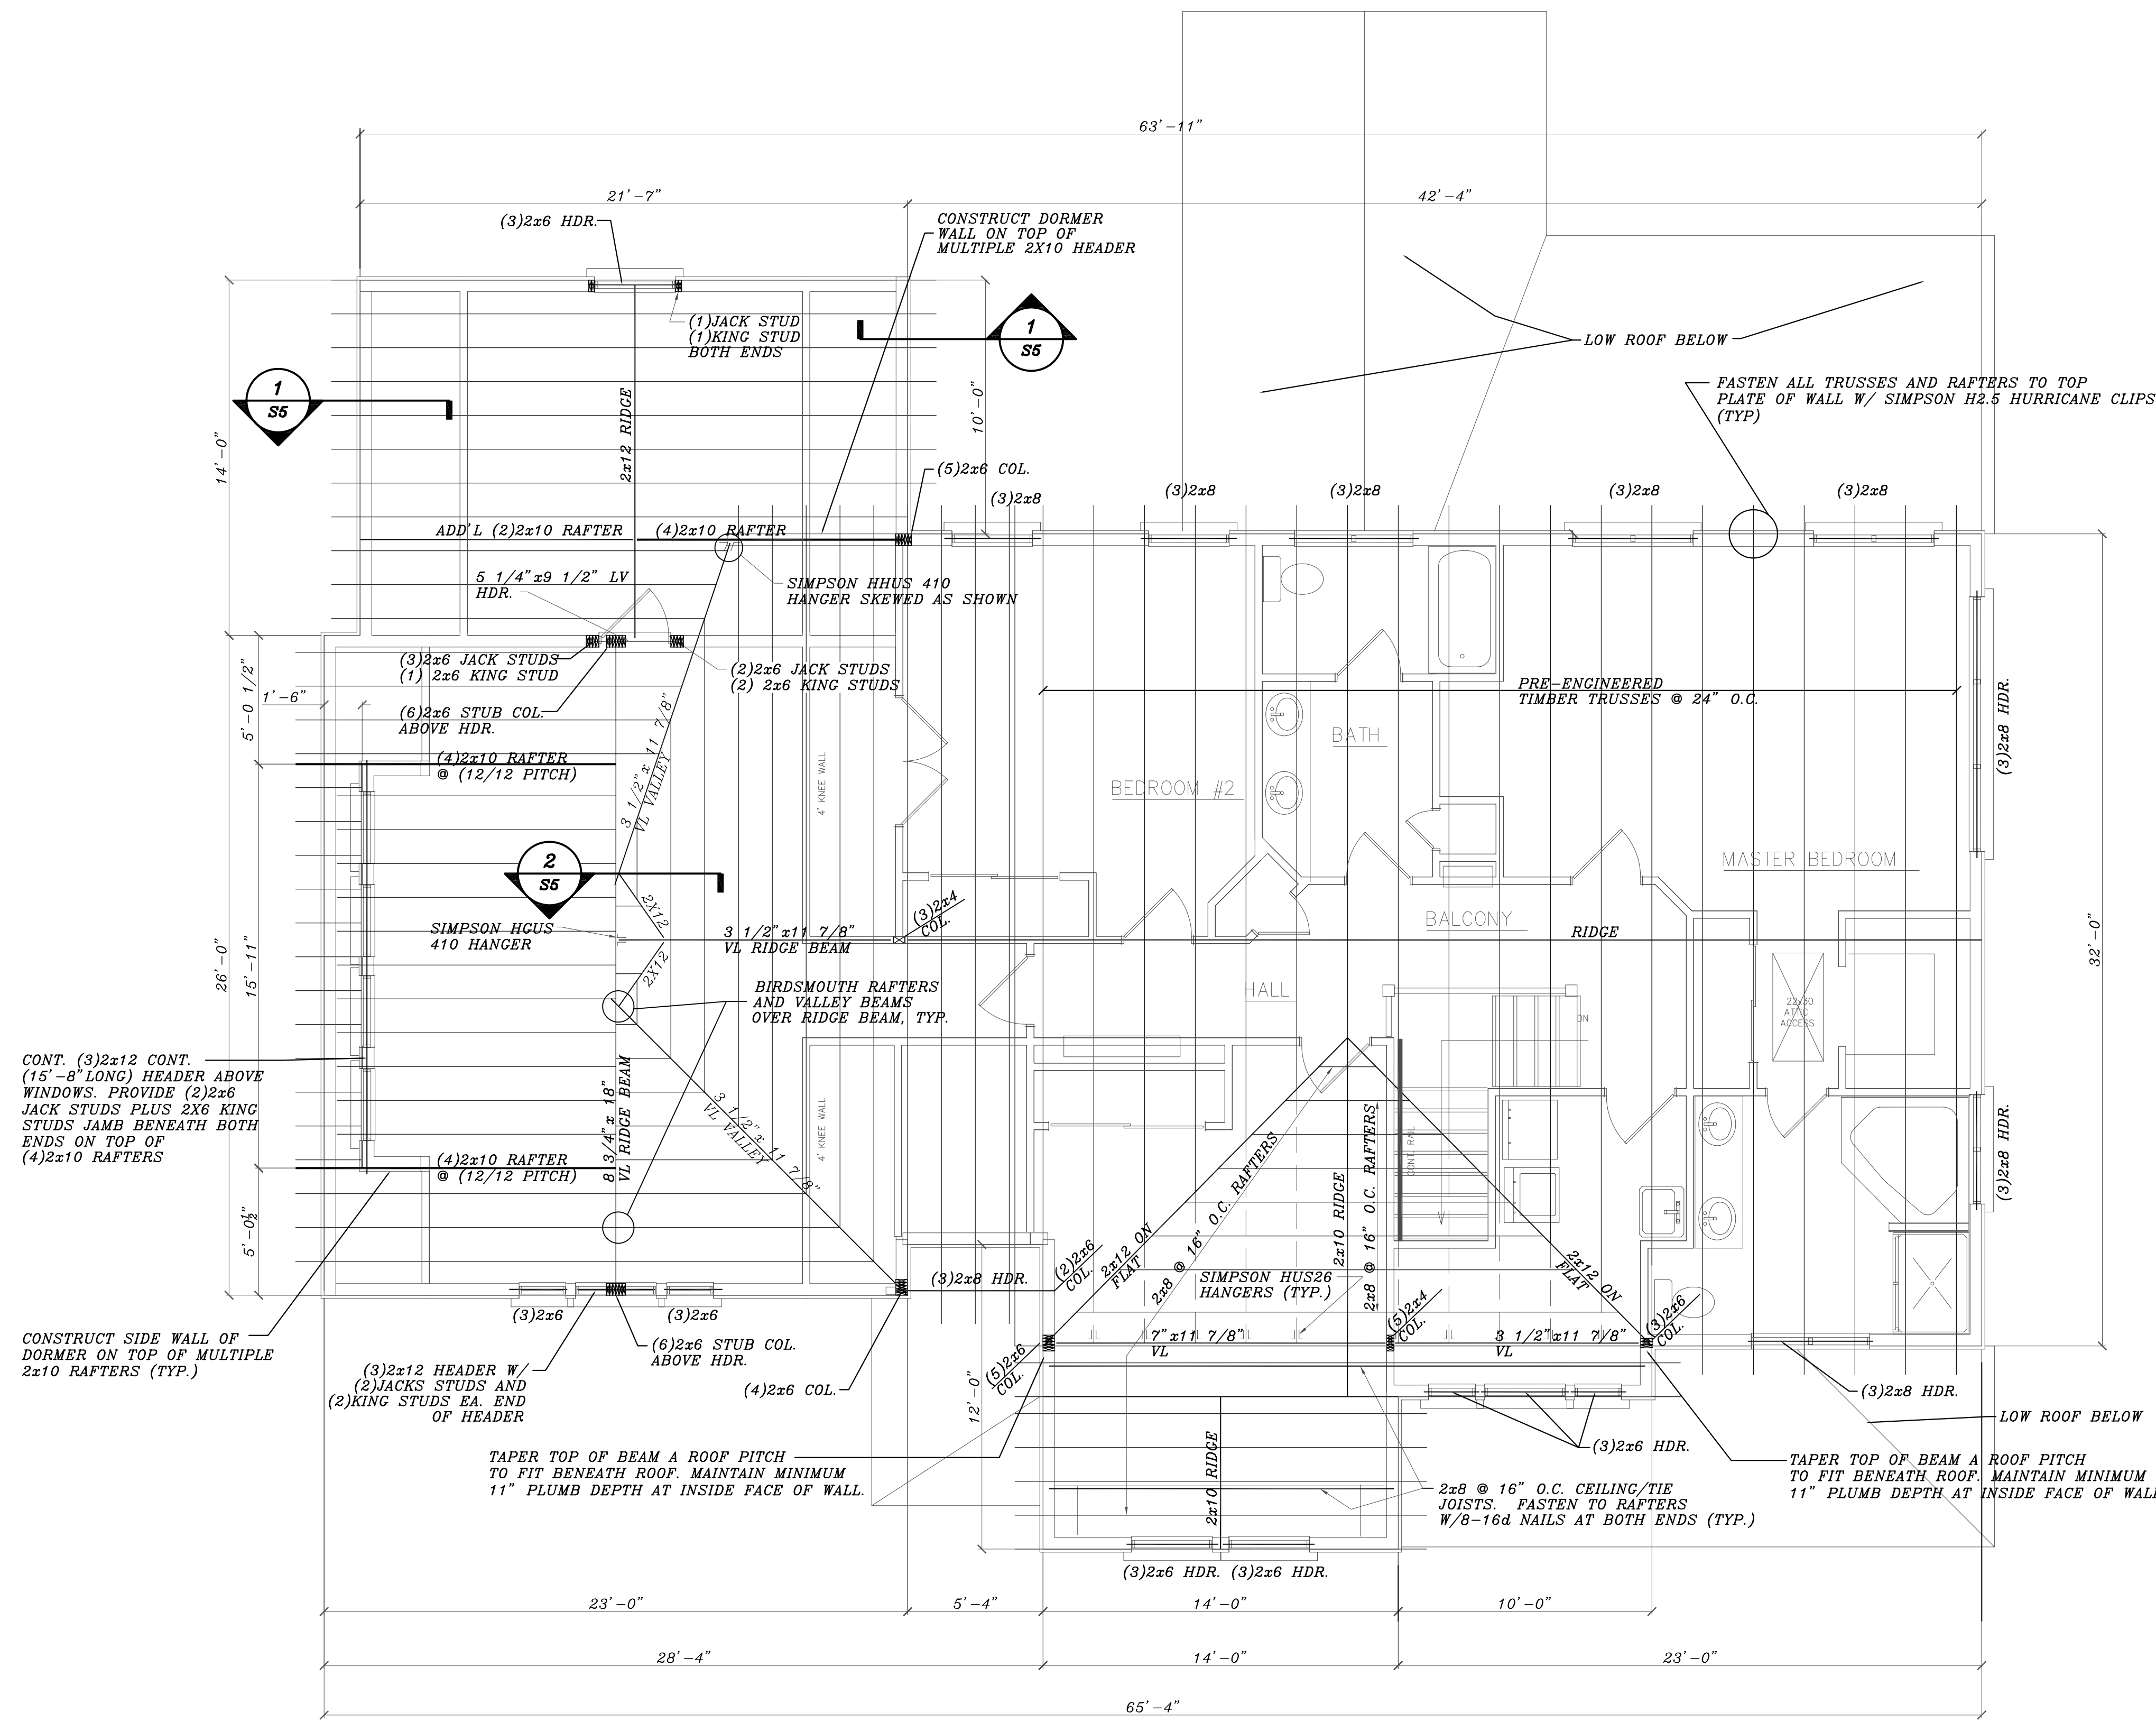 63'-11"
21'-7"
42'-4"
(3)2x6 HDR.
CONSTRUCT DORMER
WALL ON TOP OF
MULTIPLE 2X10 HEADER
(1)JACK STUD
(1)KING STUD
BOTH ENDS
1
S5
1
S5
LOW ROOF BELOW
FASTEN ALL TRUSSES AND RAFTERS TO TOP
PLATE OF WALL W/ SIMPSON H2.5 HURRICANE CLIPS
(TYP)
14'-0"
2x12 RIDGE
10'-0"
(5)2x6 COL.
(3)2x8
(3)2x8
(3)2x8
(3)2x8
(3)2x8
ADD'L (2)2x10 RAFTER
(4)2x10 RAFTER
5 1/4"x9 1/2" LV
HDR.
SIMPSON HHUS 410
HANGER SKEWED AS SHOWN
(3)2x6 JACK STUDS
(1) 2x6 KING STUD
(2)2x6 JACK STUDS
(2) 2x6 KING STUDS
5'-0 1/2"
1'-6"
(6)2x6 STUB COL.
ABOVE HDR.
(4)2x10 RAFTER
@ (12/12 PITCH)
3 1/2"x 11 7/8"
VL VALLEY
4' KNEE WALL
PRE-ENGINEERED
TIMBER TRUSSES @ 24" O.C.
BATH
BEDROOM #2
MASTER BEDROOM
(3)2x8 HDR.
2
S5
2X12
(3)2x4
COL.
BALCONY
RIDGE
SIMPSON HGUS
410 HANGER
3 1/2"x11 7/8"
VL RIDGE BEAM
32'-0"
26'-0"
15'-11"
2X12
BIRDSMOUTH RAFTERS
AND VALLEY BEAMS
OVER RIDGE BEAM, TYP.
HALL
22x30
ATTIC
ACCESS
DN
CONT. (3)2x12 CONT.
(15'-8"LONG) HEADER ABOVE
WINDOWS. PROVIDE (2)2x6
JACK STUDS PLUS 2X6 KING
STUDS JAMB BENEATH BOTH
ENDS ON TOP OF
(4)2x10 RAFTERS
(4)2x10 RAFTER
@ (12/12 PITCH)
8 3/4"x 18"
VL RIDGE BEAM
3 1/2"x 11 7/8"
VL VALLEY
4' KNEE WALL
2x8 @ 16" O.C. RAFTERS
2x8 @ 16" O.C. RAFTERS
CONT. RAIL
(3)2x8 HDR.
5'-0½"
2x10 RIDGE
(2)2x6
COL.
2x12 ON
FLAT
2x12 ON
FLAT
SIMPSON HUS26
HANGERS (TYP.)
(3)2x8 HDR.
(3)2x6
(3)2x6
(5)2x4
COL.
(3)2x6
COL.
7"x11 7/8"
VL
3 1/2"x11 7/8"
VL
CONSTRUCT SIDE WALL OF
DORMER ON TOP OF MULTIPLE
2x10 RAFTERS (TYP.)
(6)2x6 STUB COL.
ABOVE HDR.
(3)2x12 HEADER W/
(2)JACKS STUDS AND
(2)KING STUDS EA. END
OF HEADER
(4)2x6 COL.
(5)2x6
COL.
12'-0"
(3)2x8 HDR.
LOW ROOF BELOW
(3)2x6 HDR.
2x10 RIDGE
TAPER TOP OF BEAM A ROOF PITCH
TO FIT BENEATH ROOF. MAINTAIN MINIMUM
11" PLUMB DEPTH AT INSIDE FACE OF WALL.
TAPER TOP OF BEAM A ROOF PITCH
TO FIT BENEATH ROOF. MAINTAIN MINIMUM
11" PLUMB DEPTH AT INSIDE FACE OF WAL
2x8 @ 16" O.C. CEILING/TIE
JOISTS. FASTEN TO RAFTERS
W/8-16d NAILS AT BOTH ENDS (TYP.)
(3)2x6 HDR. (3)2x6 HDR.
23'-0"
5'-4"
14'-0"
10'-0"
28'-4"
14'-0"
23'-0"
65'-4"